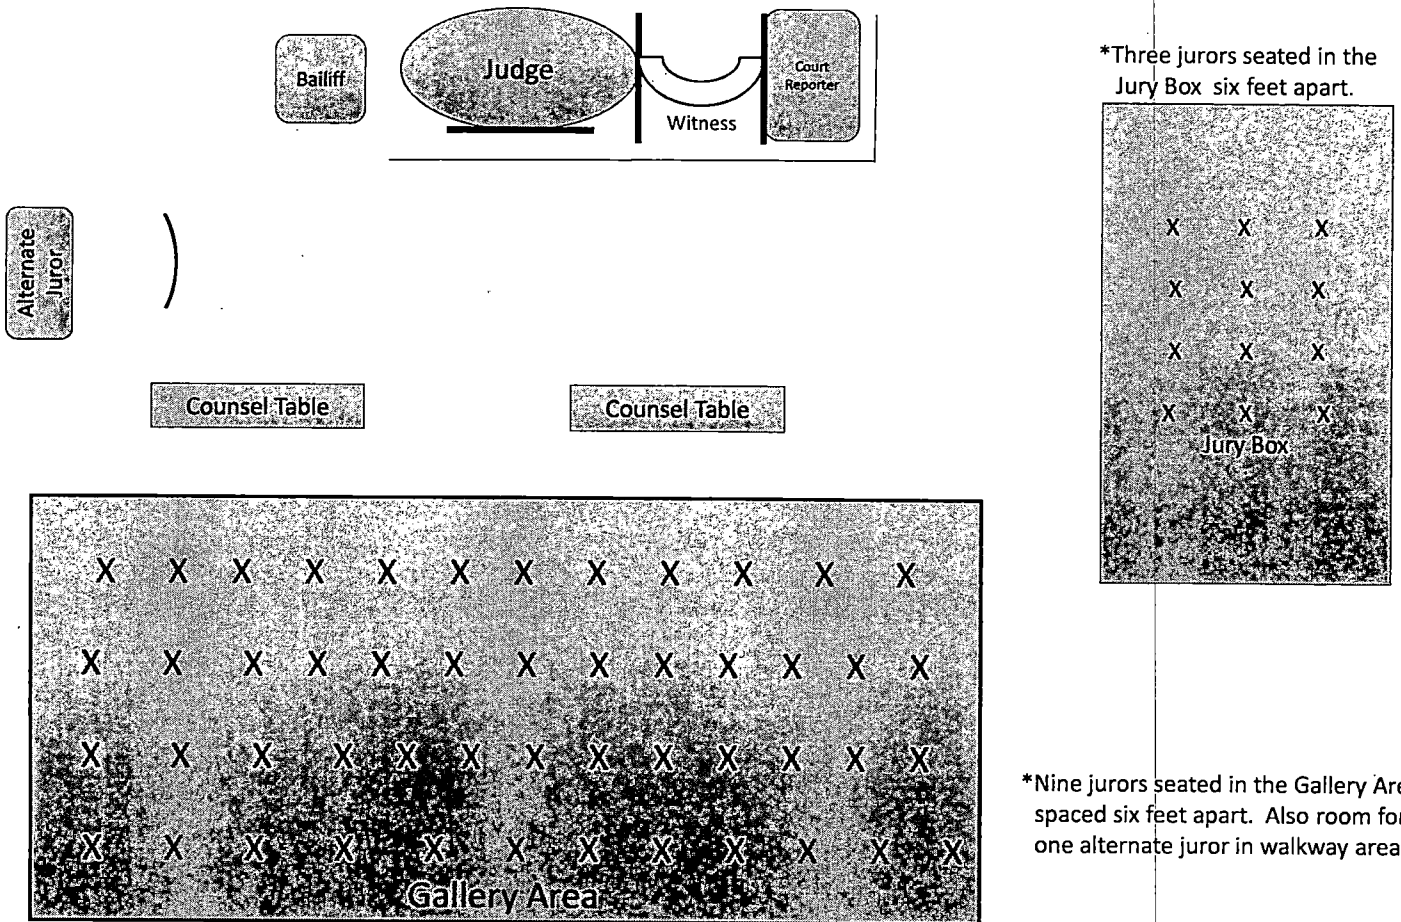 Bailiff
Judge
Witness
Court
Reporter
*Three jurors seated in the
Jury Box six feet apart.
X X X
X X X
X X X
X X X
Jury Box
Alternate
Juror
Counsel Table
Counsel Table
X X X X X X X X X X X X
X X X X X X X X X X X X X
X X X X X X X X X X X X X
X X X X X X X X X X X X
Gallery Area
*Nine jurors seated in the Gallery Are
spaced six feet apart. Also room for
one alternate juror in walkway area